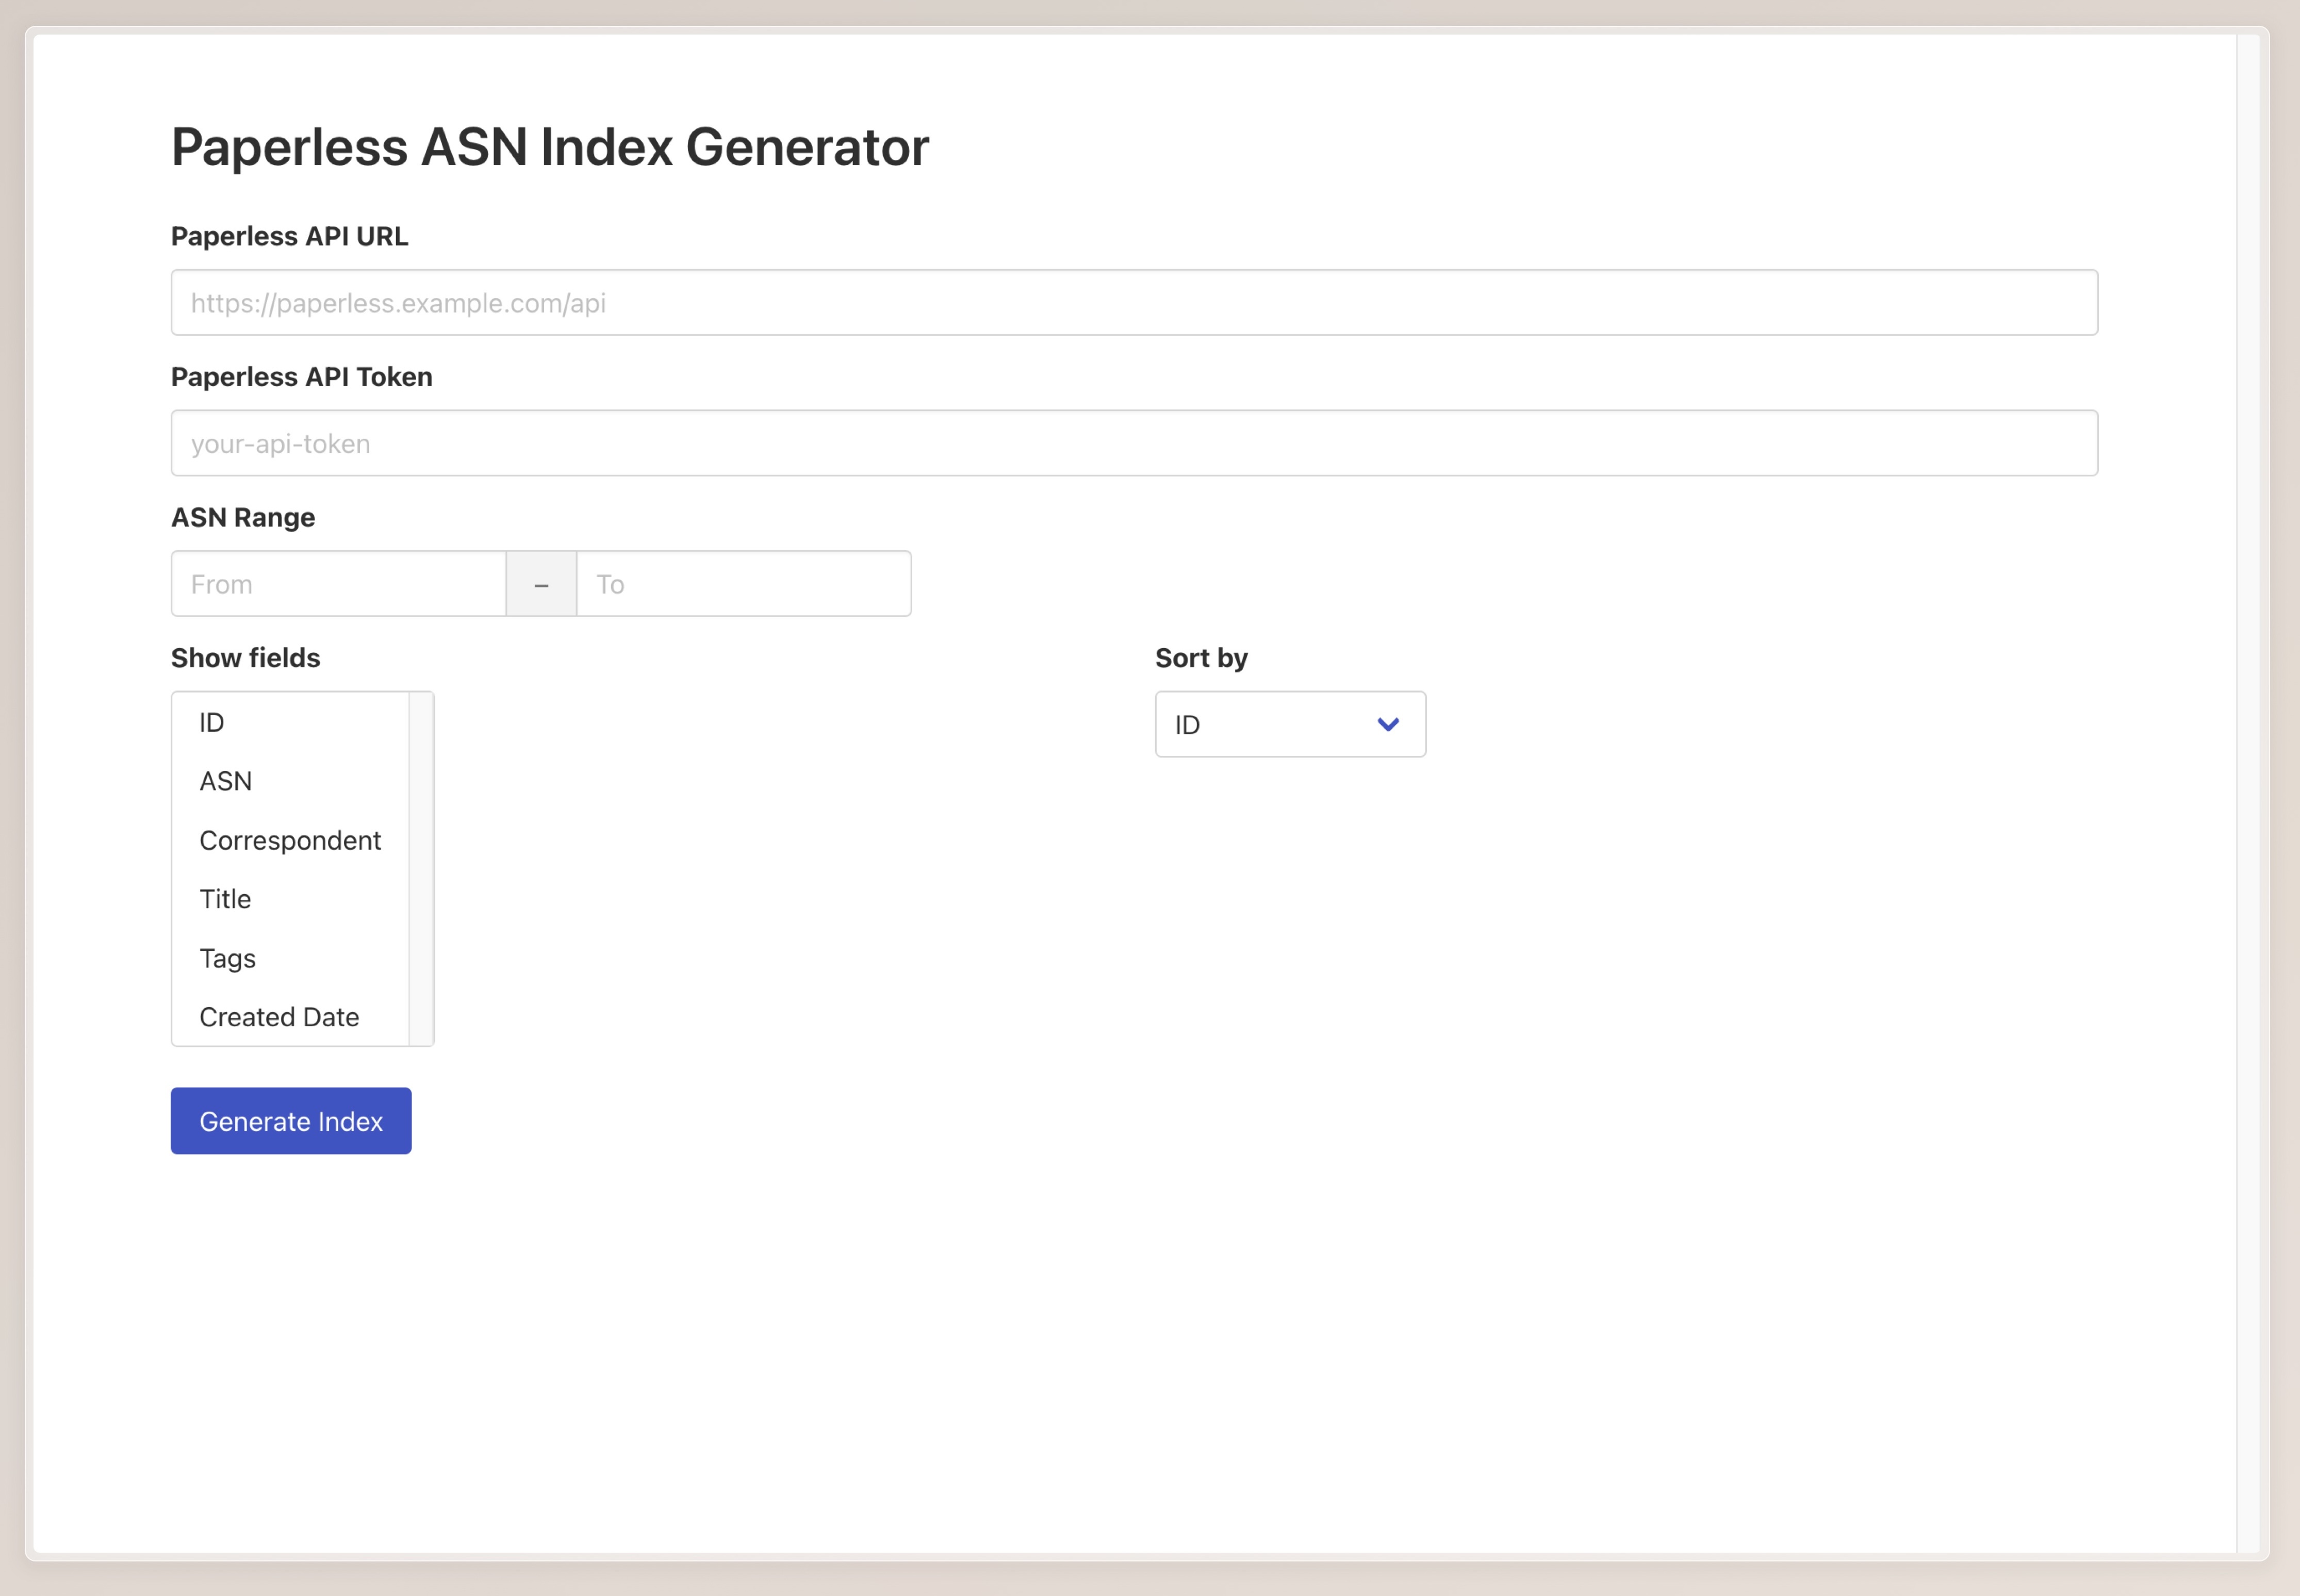 Paperless ASN Index Generator
Paperless API URL
https://paperless.example.com/api
Paperless API Token
your-api-token
ASN Range
From – To
Show fields
ID
ASN
Correspondent
Title
Tags
Created Date
Sort by
ID
Generate Index